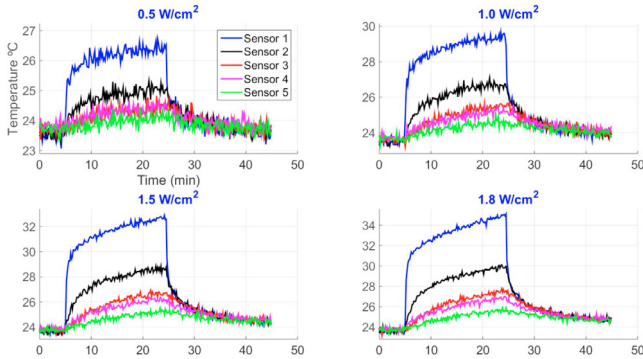 0.5 W/cm²
1.0 W/cm²
Temperature ºC
27
26
25
24
23
Sensor 1
Sensor 2
Sensor 3
Sensor 4
Sensor 5
0 10 20 30 40 50
Time (min)
30
28
26
24
0 10 20 30 40 50
1.5 W/cm²
1.8 W/cm²
32
30
28
26
24
0 10 20 30 40 50
34
32
30
28
26
24
0 10 20 30 40 50